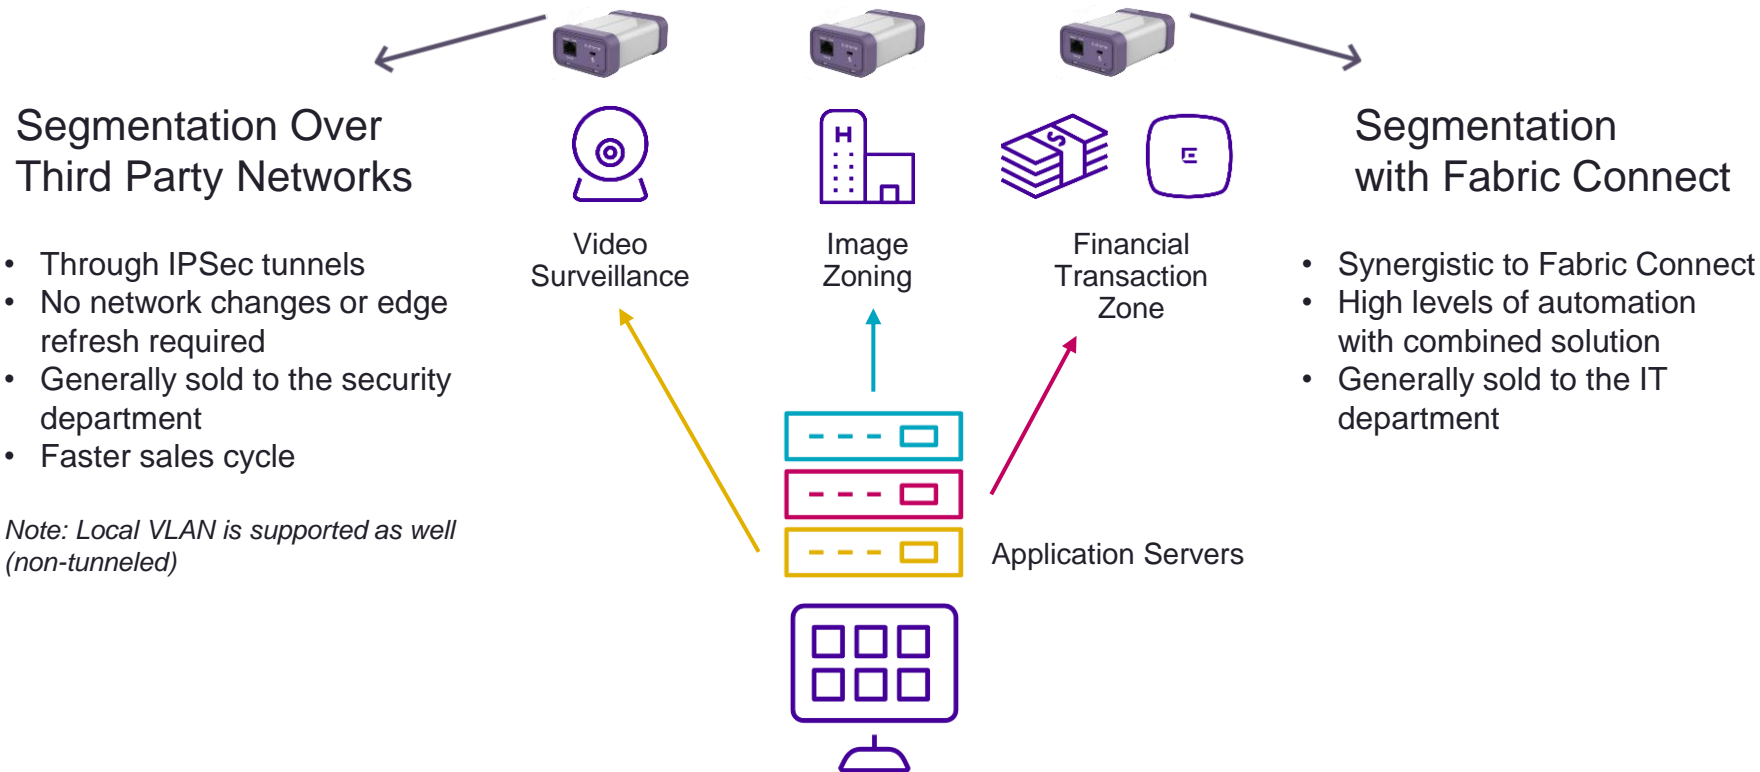 Segmentation Over
Third Party Networks
• Through IPSec tunnels
• No network changes or edge
refresh required
• Generally sold to the security
department
• Faster sales cycle
Note: Local VLAN is supported as well
(non-tunneled)
H
$
E
Video
Surveillance
Image
Zoning
Financial
Transaction
Zone
Application Servers
Segmentation
with Fabric Connect
• Synergistic to Fabric Connect
• High levels of automation
with combined solution
• Generally sold to the IT
department